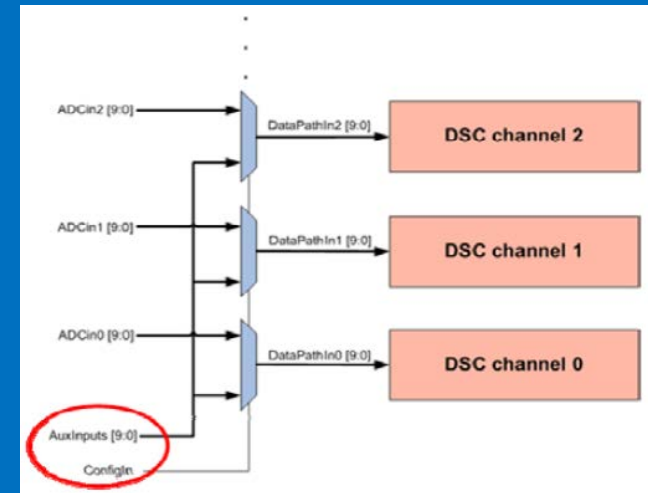 ADCin2 [9:0]
DataPathIn2 [9:0]
DSC channel 2
ADCin1 [9:0]
DataPathIn1 [9:0]
DSC channel 1
ADCin0 [9:0]
DataPathIn0 [9:0]
DSC channel 0
AuxInputs [9:0]
ConfigIn